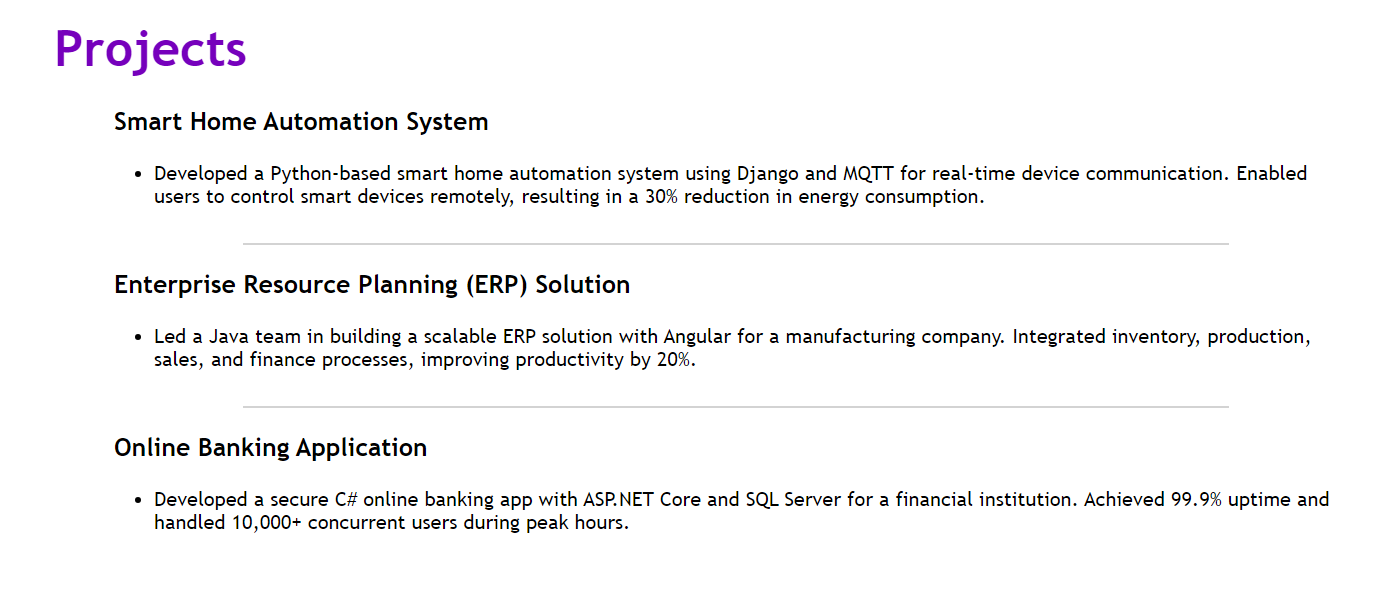 Projects
Smart Home Automation System
• Developed a Python-based smart home automation system using Django and MQTT for real-time device communication. Enabled
users to control smart devices remotely, resulting in a 30% reduction in energy consumption.
Enterprise Resource Planning (ERP) Solution
• Led a Java team in building a scalable ERP solution with Angular for a manufacturing company. Integrated inventory, production,
sales, and finance processes, improving productivity by 20%.
Online Banking Application
• Developed a secure C# online banking app with ASP.NET Core and SQL Server for a financial institution. Achieved 99.9% uptime and
handled 10,000+ concurrent users during peak hours.